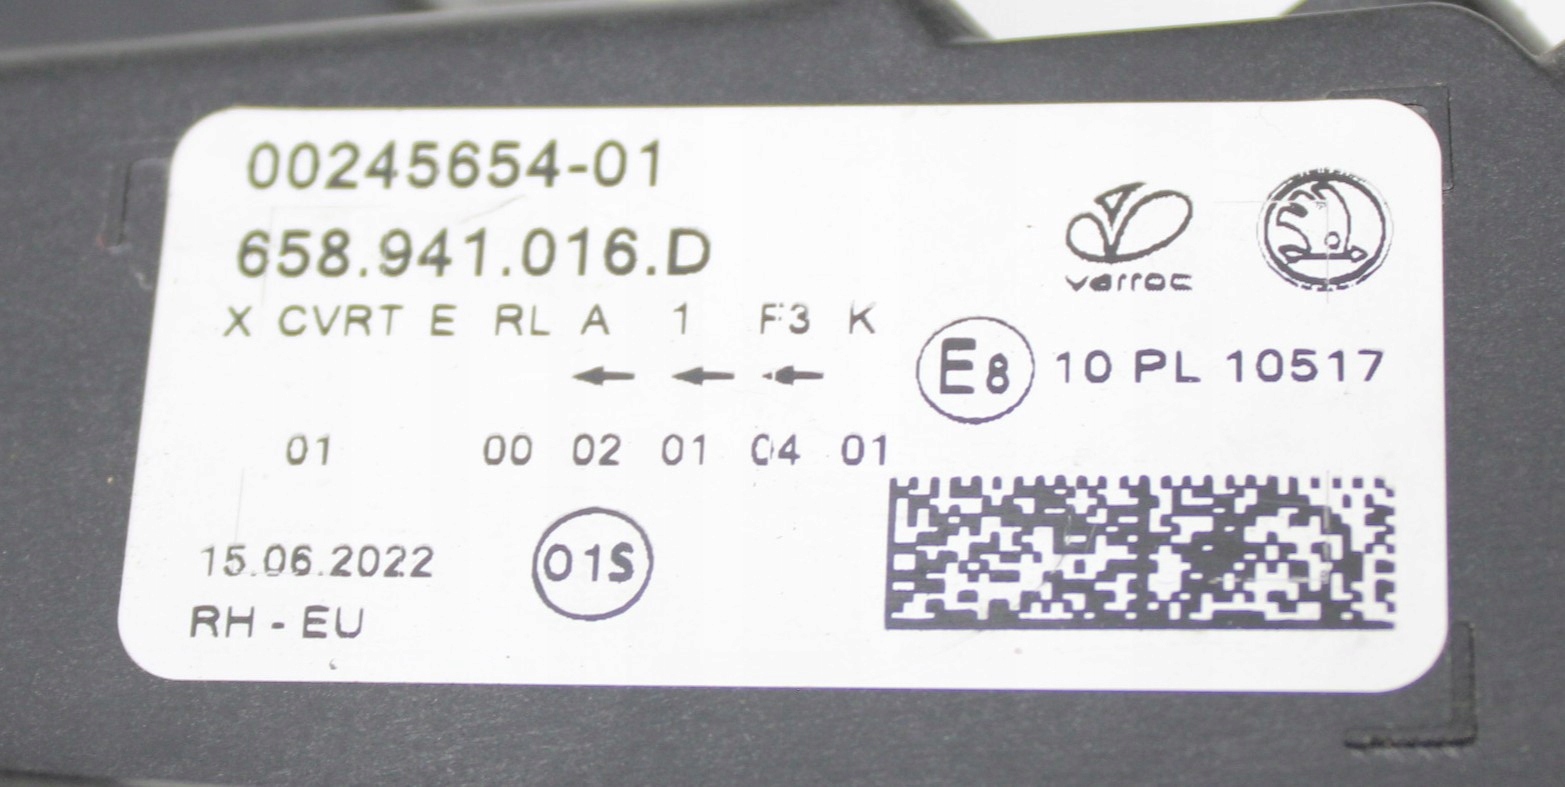 00245654-01
658.941.016.D
varroc
X CVRT E RL A 1 F3 K
E8 10 PL 10517
01 00 02 01 04 01
15.06.2022
01S
RH - EU